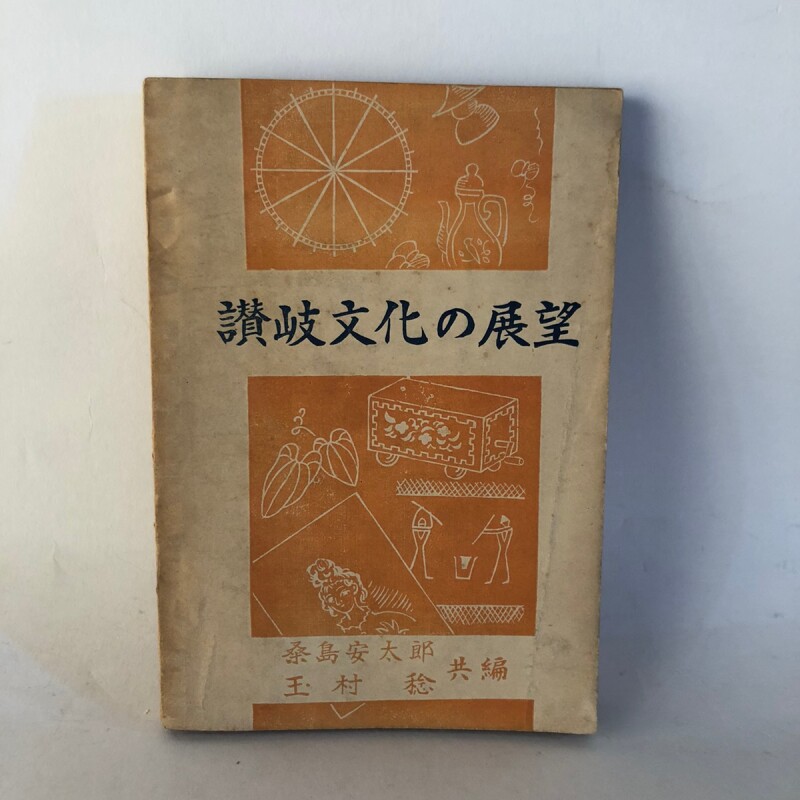 讃岐文化の展望
桑島安太郎
玉村稔
共編